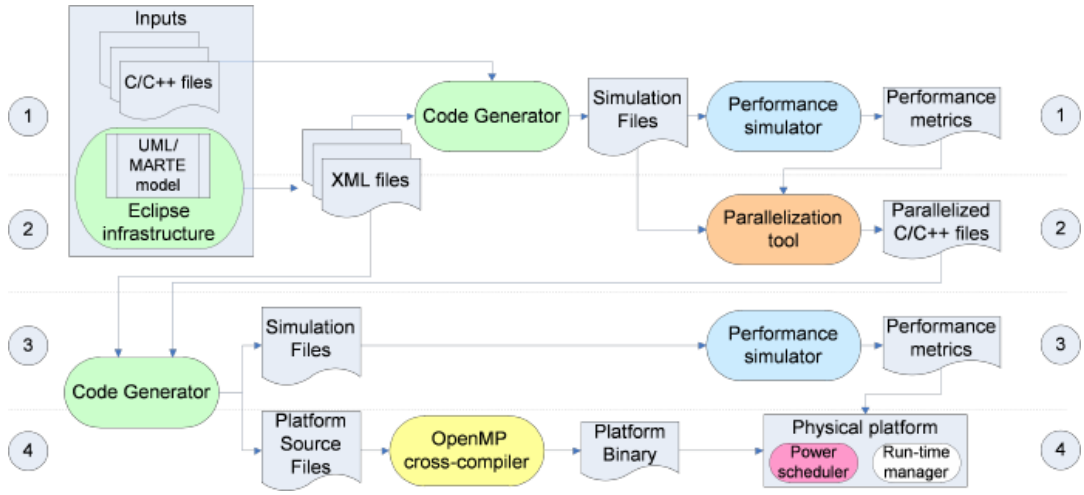 Inputs
C/C++ files
1
UML/
MARTE
model
Eclipse
infrastructure
XML files
Code Generator
Simulation
Files
Performance
simulator
Performance
metrics
1
2
Parallelization
tool
Parallelized
C/C++ files
2
3
Code Generator
Simulation
Files
Performance
simulator
Performance
metrics
3
4
Platform
Source
Files
OpenMP
cross-compiler
Platform
Binary
Physical platform
Power
scheduler
Run-time
manager
4